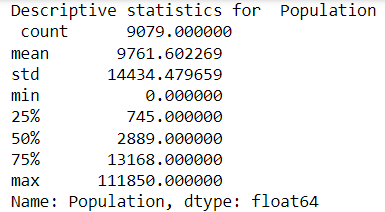 Descriptive statistics for  Population
 count      9079.000000
mean       9761.602269
std       14434.479659
min           0.000000
25%         745.000000
50%        2889.000000
75%       13168.000000
max      111850.000000
Name: Population, dtype: float64